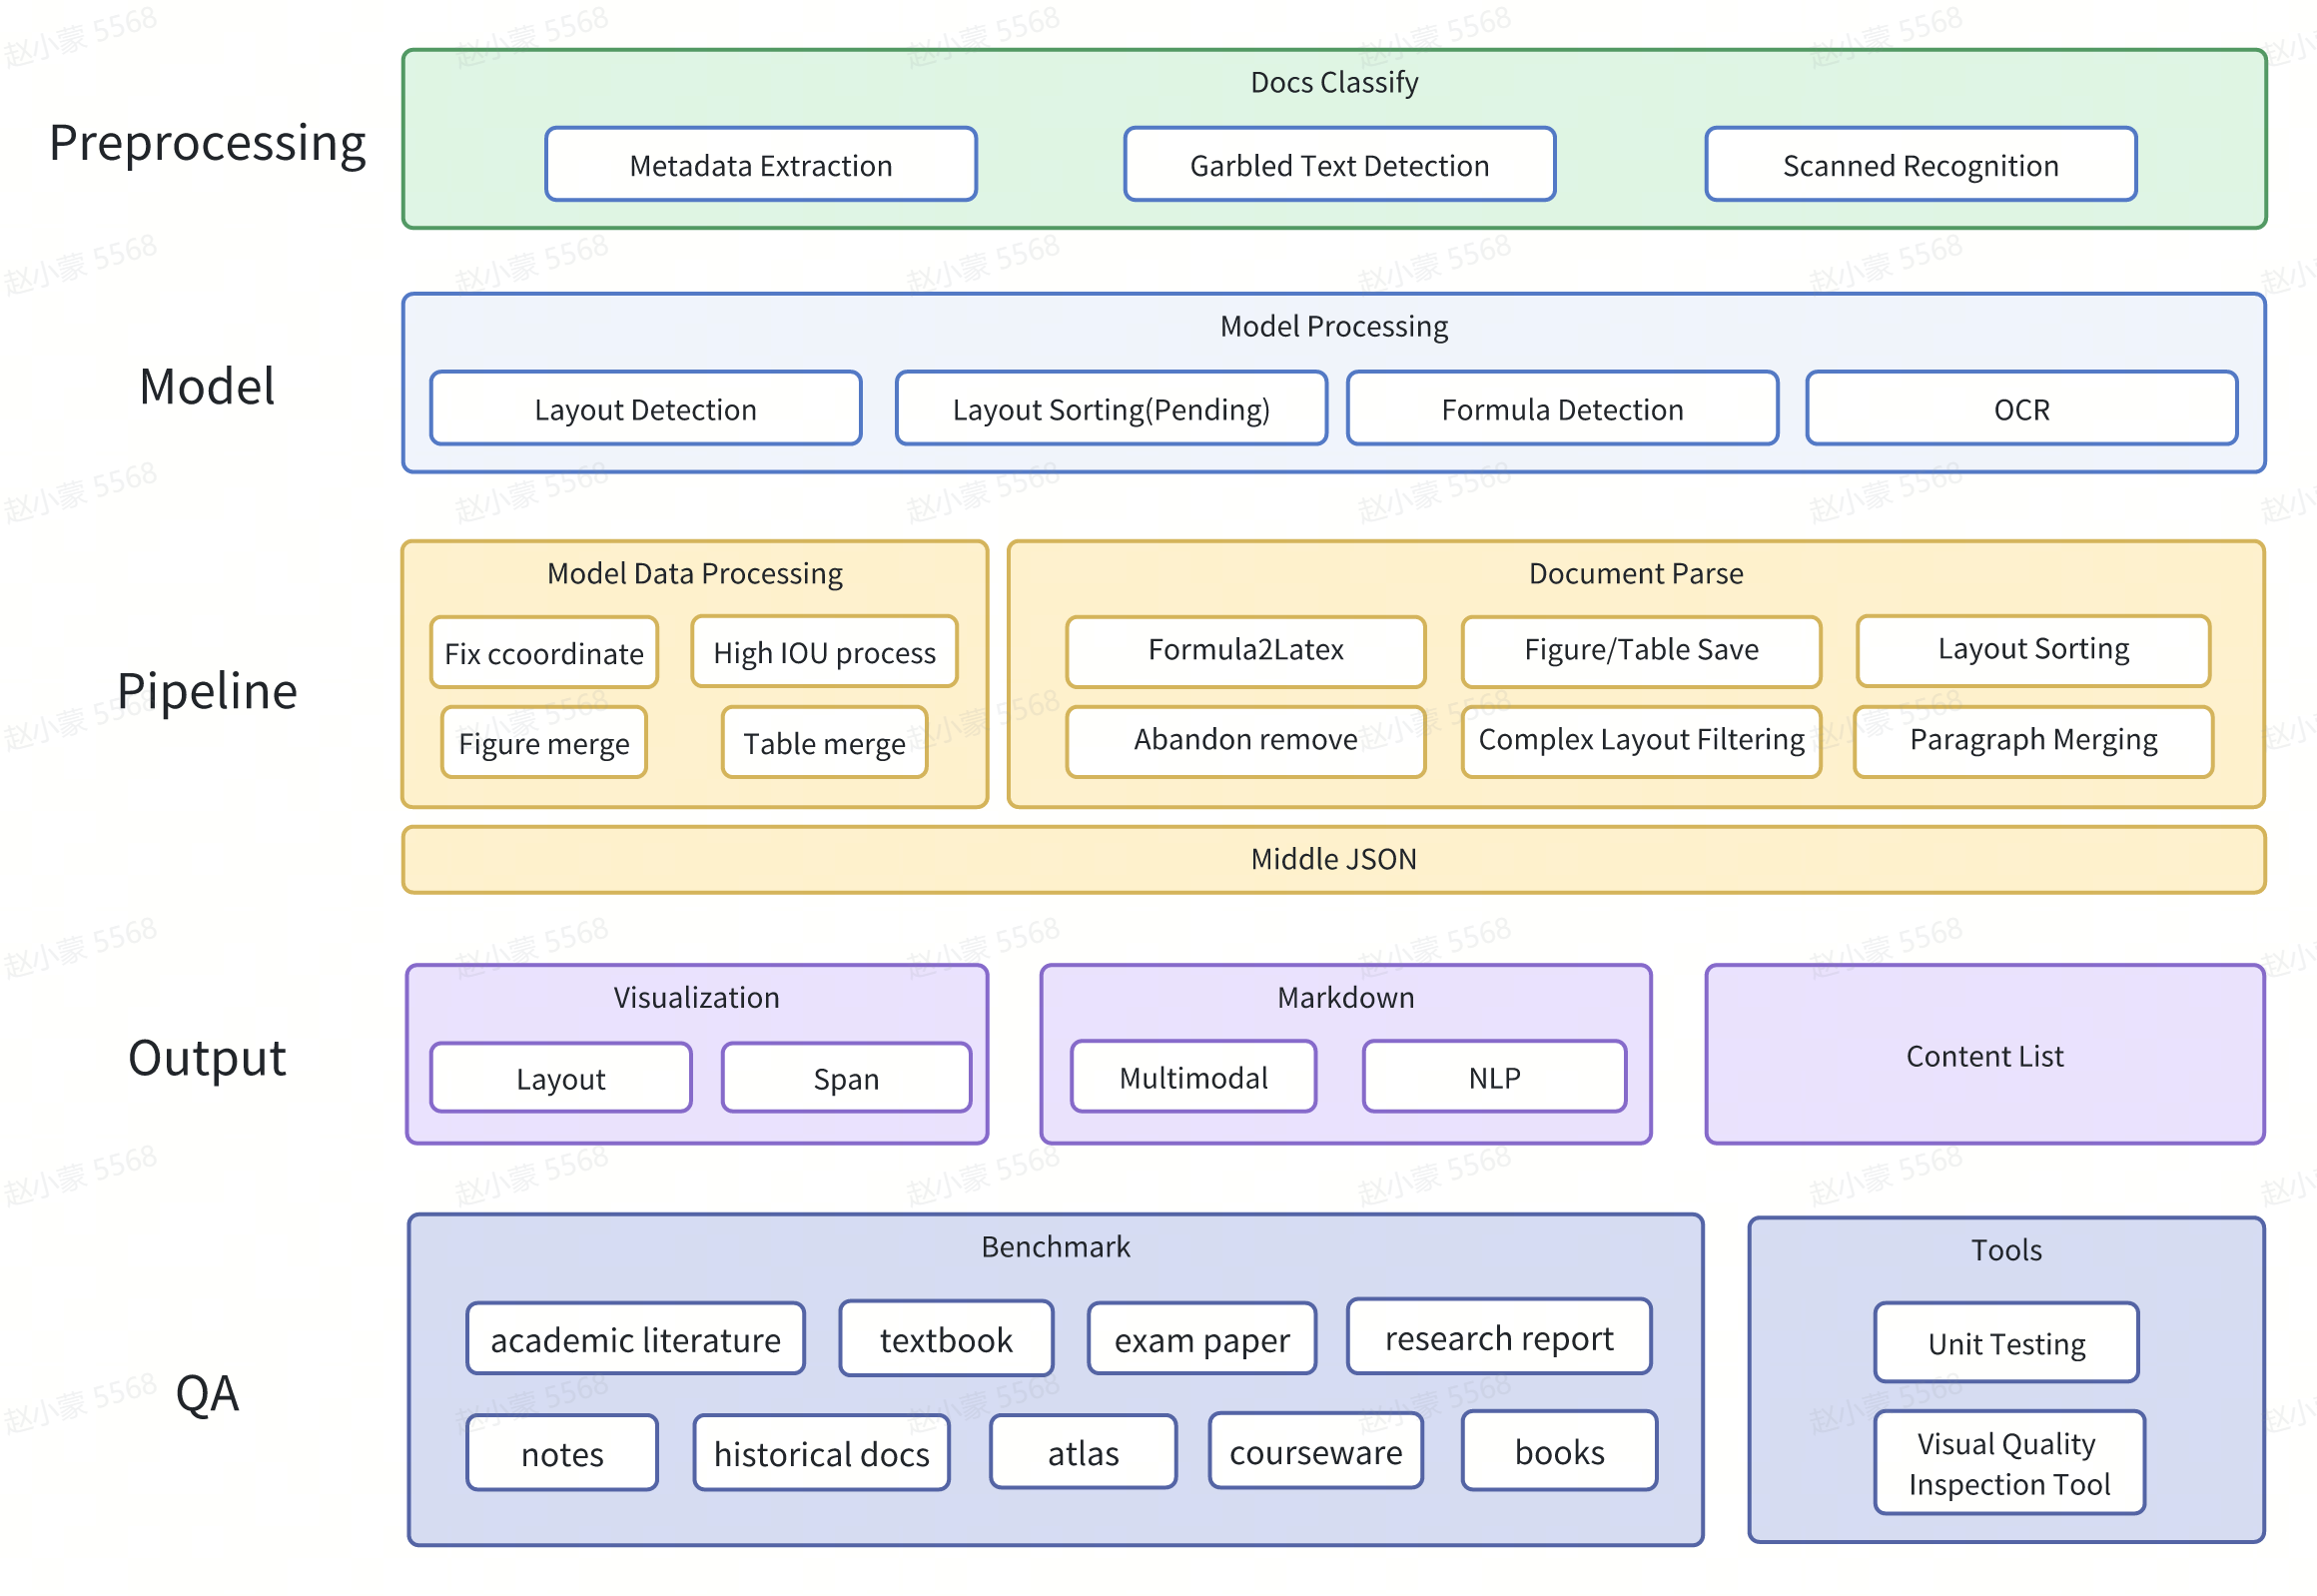 Preprocessing
Docs Classify
Metadata Extraction
Garbled Text Detection
Scanned Recognition
Model
Model Processing
Layout Detection
Layout Sorting(Pending)
Formula Detection
OCR
Pipeline
Model Data Processing
Fix ccoordinate
High IOU process
Figure merge
Table merge
Document Parse
Formula2Latex
Figure/Table Save
Layout Sorting
Abandon remove
Complex Layout Filtering
Paragraph Merging
Middle JSON
Output
Visualization
Layout
Span
Markdown
Multimodal
NLP
Content List
QA
Benchmark
academic literature
textbook
exam paper
research report
notes
historical docs
atlas
courseware
books
Tools
Unit Testing
Visual Quality
Inspection Tool
赵小蒙 5568